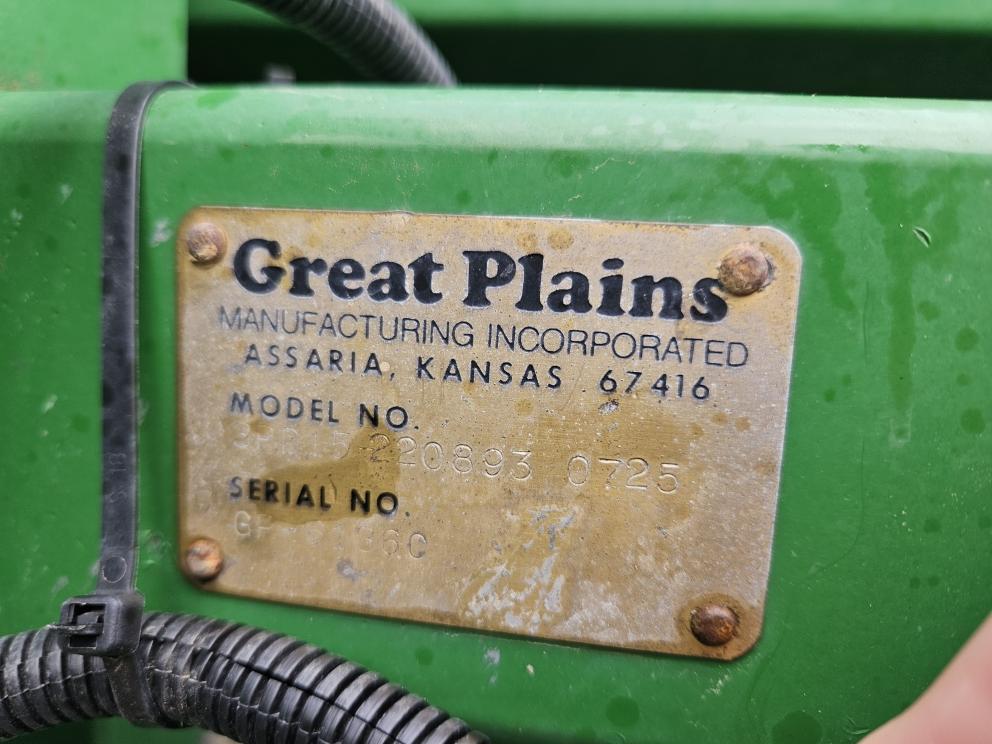 Great Plains
MANUFACTURING INCORPORATED
ASSARIA, KANSAS 67416
MODEL NO.
220893 0725
SERIAL NO.